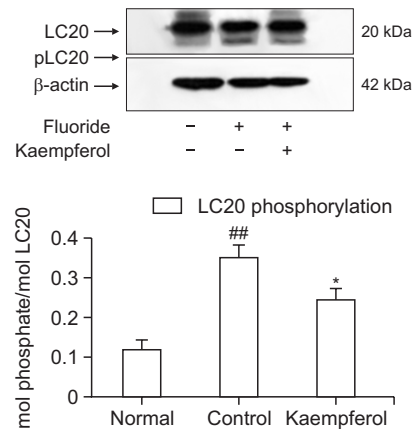 LC20 20 kDa
pLC20
β-actin 42 kDa
Fluoride − + +
Kaempferol +
LC20 phosphorylation
mol phosphate/mol LC20
0.4
0.3
0.2
0.1
0
##
*
Normal Control Kaempferol